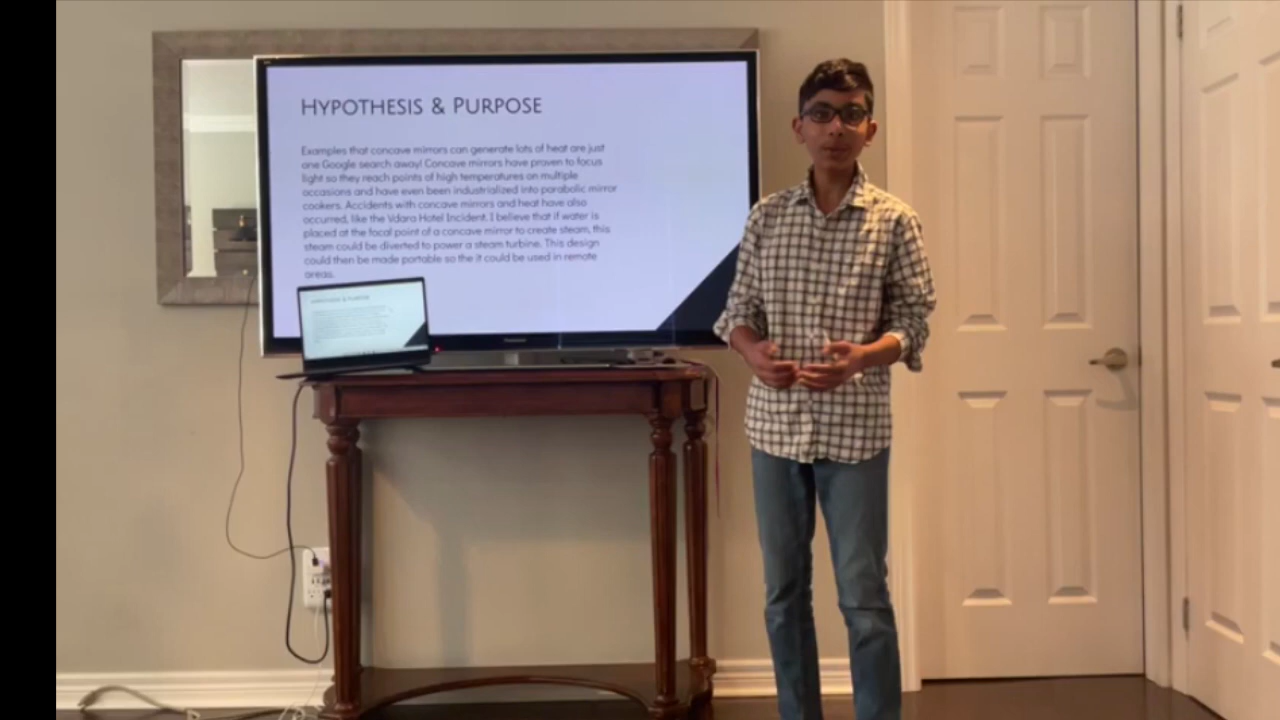 Hypothesis & Purpose
Examples that concave mirrors can generate lots of heat are just
one Google search away! Concave mirrors have proven to focus
light so they reach points of high temperatures on multiple
occasions and have even been industrialized into parabolic mirror
cookers. Accidents with concave mirrors and heat have also
occurred, like the Vdara Hotel Incident. I believe that if water is
placed at the focal point of a concave mirror to create steam, this
steam could be diverted to power a steam turbine. This design
could then be made portable so the it could be used in remote
areas.
Hypothesis & Purpose
Panasonic